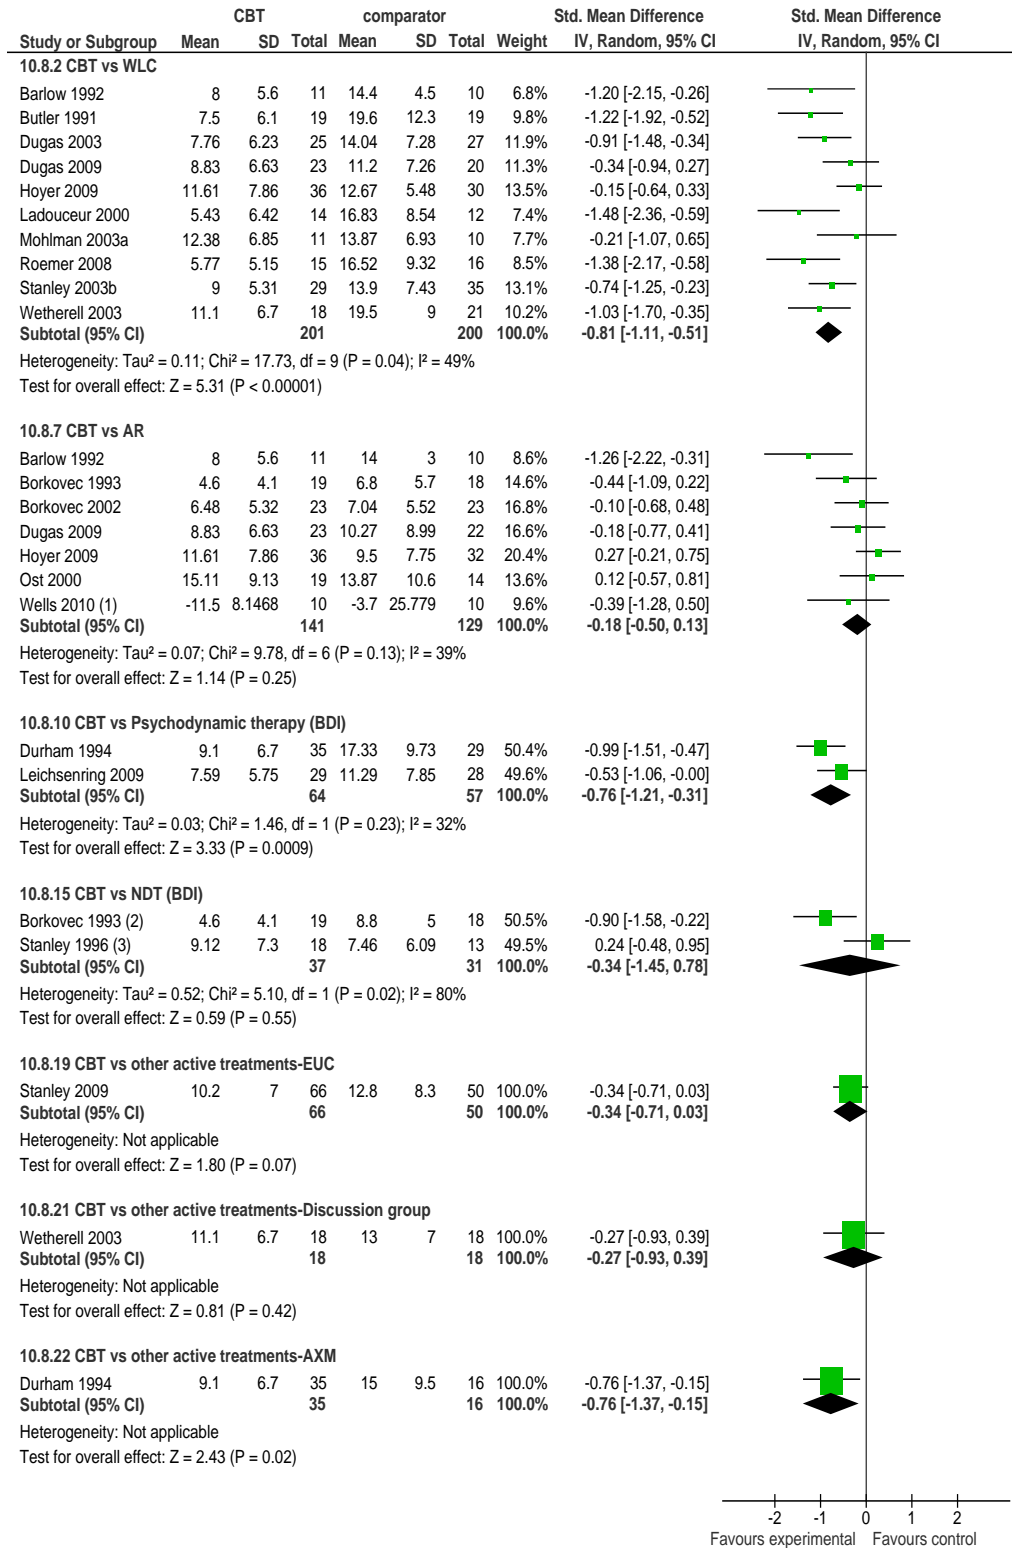 CBT comparator Std. Mean Difference Std. Mean Difference
Study or Subgroup Mean SD Total Mean SD Total Weight IV, Random, 95% CI IV, Random, 95% CI
10.8.2 CBT vs WLC
Barlow 1992 8 5.6 11 14.4 4.5 10 6.8% -1.20 [-2.15, -0.26]
Butler 1991 7.5 6.1 19 19.6 12.3 19 9.8% -1.22 [-1.92, -0.52]
Dugas 2003 7.76 6.23 25 14.04 7.28 27 11.9% -0.91 [-1.48, -0.34]
Dugas 2009 8.83 6.63 23 11.2 7.26 20 11.3% -0.34 [-0.94, 0.27]
Hoyer 2009 11.61 7.86 36 12.67 5.48 30 13.5% -0.15 [-0.64, 0.33]
Ladouceur 2000 5.43 6.42 14 16.83 8.54 12 7.4% -1.48 [-2.36, -0.59]
Mohlman 2003a 12.38 6.85 11 13.87 6.93 10 7.7% -0.21 [-1.07, 0.65]
Roemer 2008 5.77 5.15 15 16.52 9.32 16 8.5% -1.38 [-2.17, -0.58]
Stanley 2003b 9 5.31 29 13.9 7.43 35 13.1% -0.74 [-1.25, -0.23]
Wetherell 2003 11.1 6.7 18 19.5 9 21 10.2% -1.03 [-1.70, -0.35]
Subtotal (95% CI) 201 200 100.0% -0.81 [-1.11, -0.51]
Heterogeneity: Tau² = 0.11; Chi² = 17.73, df = 9 (P = 0.04); I² = 49%
Test for overall effect: Z = 5.31 (P < 0.00001)
10.8.7 CBT vs AR
Barlow 1992 8 5.6 11 14 3 10 8.6% -1.26 [-2.22, -0.31]
Borkovec 1993 4.6 4.1 19 6.8 5.7 18 14.6% -0.44 [-1.09, 0.22]
Borkovec 2002 6.48 5.32 23 7.04 5.52 23 16.8% -0.10 [-0.68, 0.48]
Dugas 2009 8.83 6.63 23 10.27 8.99 22 16.4% -0.18 [-0.77, 0.41]
Hoyer 2009 11.61 7.86 36 9.5 7.75 32 20.4% 0.27 [-0.21, 0.75]
Ost 2000 15.11 9.13 19 13.87 10.6 14 13.6% 0.12 [-0.57, 0.81]
Wells 2010 (1) -11.5 8.1468 10 -3.7 25.779 10 9.6% -0.39 [-1.28, 0.50]
Subtotal (95% CI) 141 129 100.0% -0.18 [-0.50, 0.13]
Heterogeneity: Tau² = 0.07; Chi² = 9.78, df = 6 (P = 0.13); I² = 39%
Test for overall effect: Z = 1.14 (P = 0.25)
10.8.10 CBT vs Psychodynamic therapy (BDI)
Durham 1994 9.1 6.7 35 17.33 9.73 29 50.4% -0.99 [-1.51, -0.47]
Leichsenring 2009 7.59 5.75 29 11.29 7.85 28 49.6% -0.53 [-1.06, -0.00]
Subtotal (95% CI) 64 57 100.0% -0.76 [-1.21, -0.31]
Heterogeneity: Tau² = 0.03; Chi² = 1.46, df = 1 (P = 0.23); I² = 32%
Test for overall effect: Z = 3.33 (P = 0.0009)
10.8.15 CBT vs NDT (BDI)
Borkovec 1993 (2) 4.6 4.1 19 8.8 5 18 50.5% -0.90 [-1.58, -0.22]
Stanley 1996 (3) 9.12 7.3 18 7.46 6.09 13 49.5% 0.24 [-0.48, 0.95]
Subtotal (95% CI) 37 31 100.0% -0.34 [-1.45, 0.78]
Heterogeneity: Tau² = 0.52; Chi² = 5.10, df = 1 (P = 0.02); I² = 80%
Test for overall effect: Z = 0.59 (P = 0.55)
10.8.19 CBT vs other active treatments-EUC
Stanley 2009 10.2 7 66 12.8 8.3 50 100.0% -0.34 [-0.71, 0.03]
Subtotal (95% CI) 66 50 100.0% -0.34 [-0.71, 0.03]
Heterogeneity: Not applicable
Test for overall effect: Z = 1.80 (P = 0.07)
10.8.21 CBT vs other active treatments-Discussion group
Wetherell 2003 11.1 6.7 18 13 7 18 100.0% -0.27 [-0.93, 0.39]
Subtotal (95% CI) 18 18 100.0% -0.27 [-0.93, 0.39]
Heterogeneity: Not applicable
Test for overall effect: Z = 0.81 (P = 0.42)
10.8.22 CBT vs other active treatments-AXM
Durham 1994 9.1 6.7 35 15 9.5 16 100.0% -0.76 [-1.37, -0.15]
Subtotal (95% CI) 35 16 100.0% -0.76 [-1.37, -0.15]
Heterogeneity: Not applicable
Test for overall effect: Z = 2.43 (P = 0.02)
-2 -1 0 1 2
Favours experimental Favours control